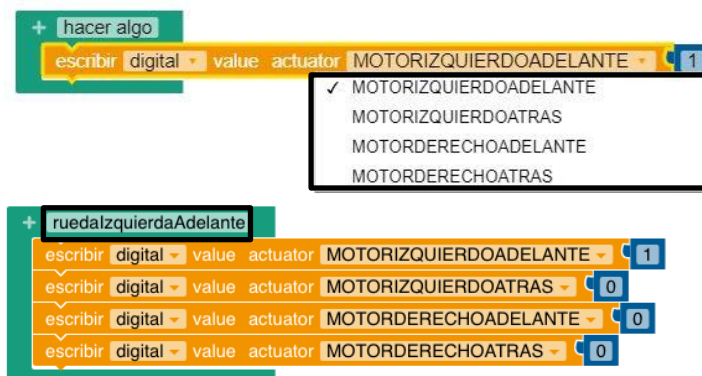 + hacer algo
escribir digital value actuator MOTORIZQUIERDOADELANTE 1
✓ MOTORIZQUIERDOADELANTE
MOTORIZQUIERDOATRAS
MOTORDERECHOADELANTE
MOTORDERECHOATRAS
+ ruedaIzquierdaAdelante
escribir digital value actuator MOTORIZQUIERDOADELANTE 1
escribir digital value actuator MOTORIZQUIERDOATRAS 0
escribir digital value actuator MOTORDERECHOADELANTE 0
escribir digital value actuator MOTORDERECHOATRAS 0